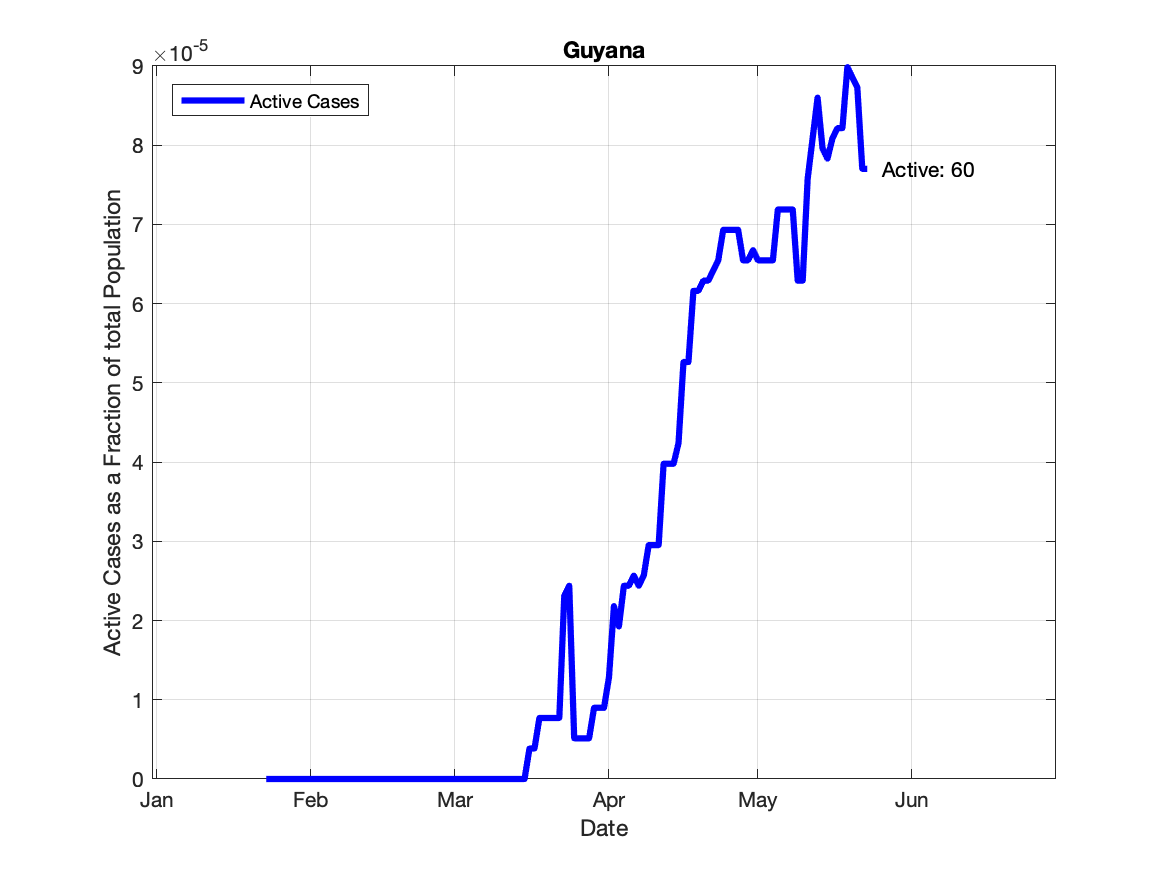 Guyana
×10-5
9
8
7
6
5
4
3
2
1
0
Active Cases
Active: 60
Active Cases as a Fraction of total Population
Jan Feb Mar Apr May Jun
Date